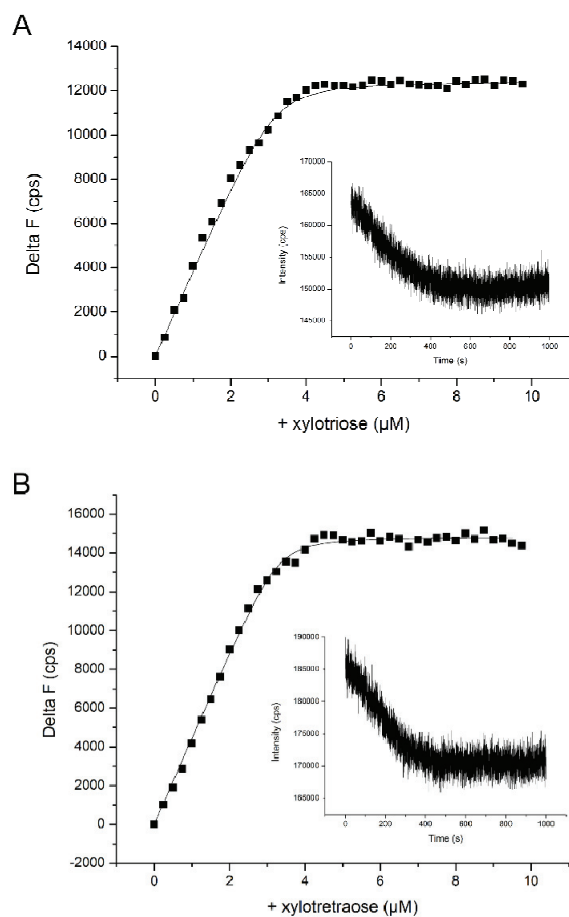 A
14000
12000
10000
8000
6000
4000
2000
0
Delta F (cps)
0 2 4 6 8 10
+ xylotriose (µM)
170000
165000
160000
155000
150000
145000
Intensity (cps)
0 200 400 600 800 1000
Time (s)
B
16000
14000
12000
10000
8000
6000
4000
2000
0
-2000
Delta F (cps)
0 2 4 6 8 10
+ xylotretraose (µM)
190000
185000
180000
175000
170000
165000
Intensity (cps)
0 200 400 600 800 1000
Time (s)